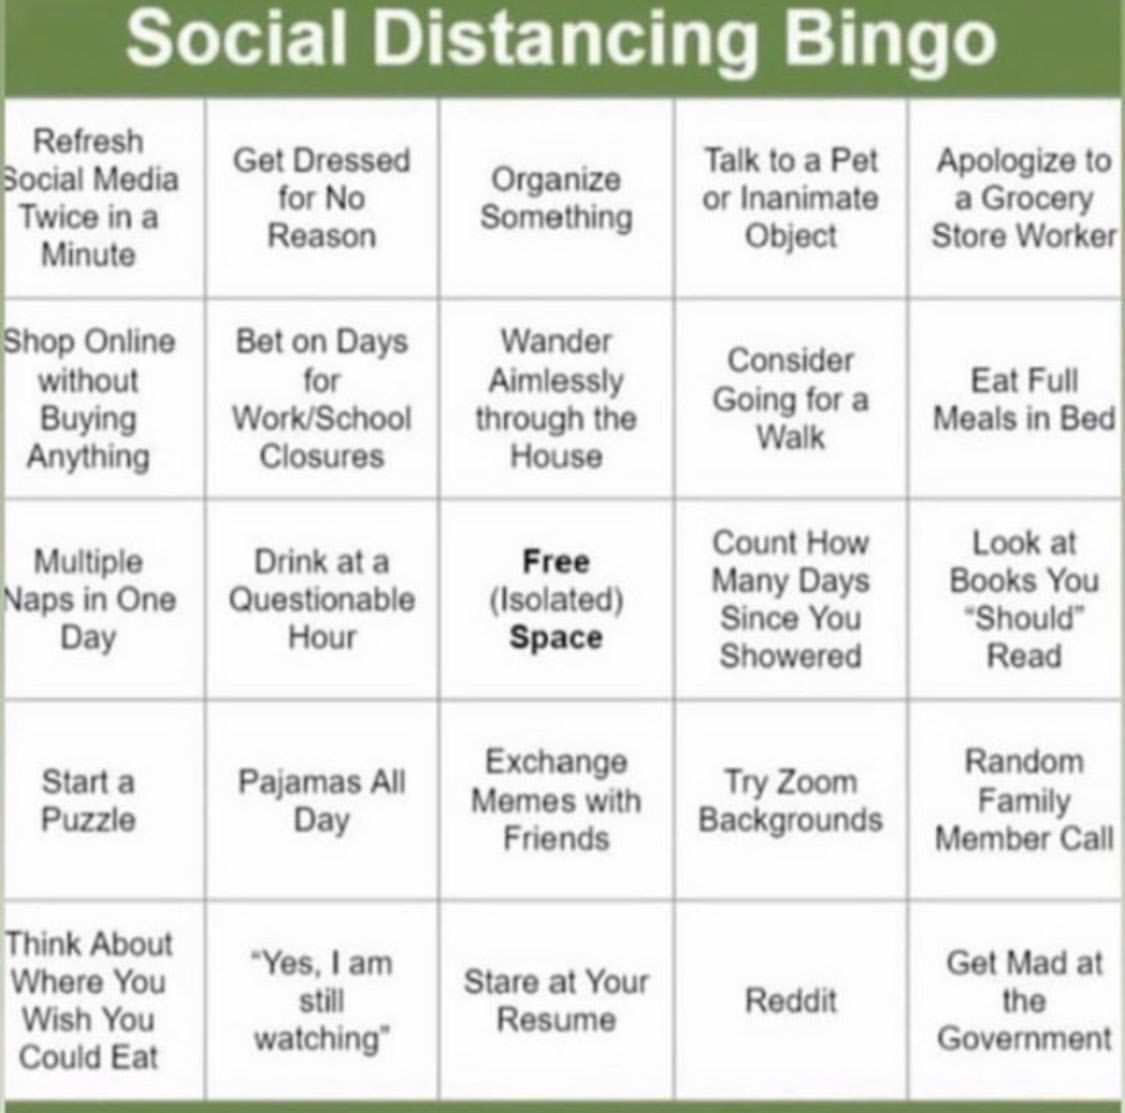 Social Distancing Bingo
Refresh
Social Media
Twice in a
Minute
Get Dressed
for No
Reason
Organize
Something
Talk to a Pet
or Inanimate
Object
Apologize to
a Grocery
Store Worker
Shop Online
without
Buying
Anything
Bet on Days
for
Work/School
Closures
Wander
Aimlessly
through the
House
Consider
Going for a
Walk
Eat Full
Meals in Bed
Multiple
Naps in One
Day
Drink at a
Questionable
Hour
Free
(Isolated)
Space
Count How
Many Days
Since You
Showered
Look at
Books You
“Should”
Read
Start a
Puzzle
Pajamas All
Day
Exchange
Memes with
Friends
Try Zoom
Backgrounds
Random
Family
Member Call
Think About
Where You
Wish You
Could Eat
“Yes, I am
still
watching”
Stare at Your
Resume
Reddit
Get Mad at
the
Government